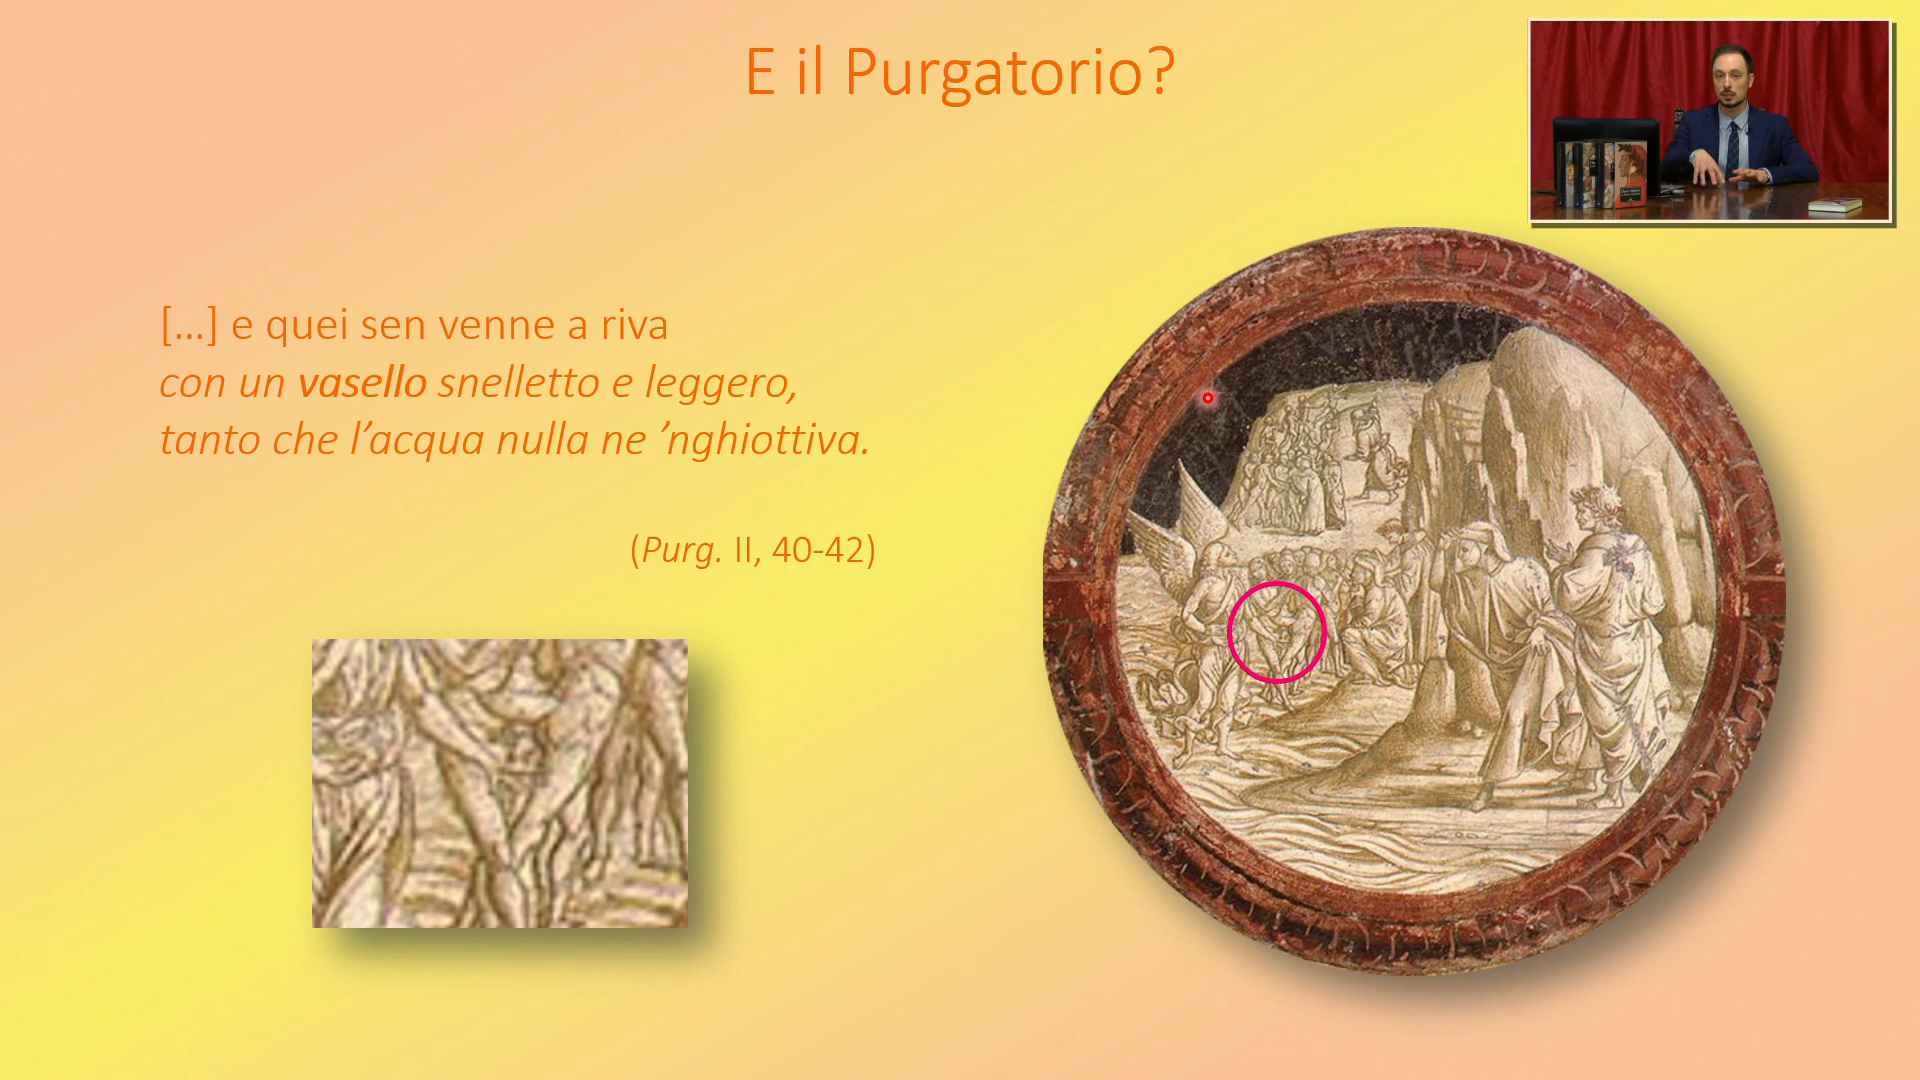 E il Purgatorio?
[...] e quei sen venne a riva
con un vasello snelletto e leggero,
tanto che l’acqua nulla ne ’nghiottiva.
(Purg. II, 40-42)